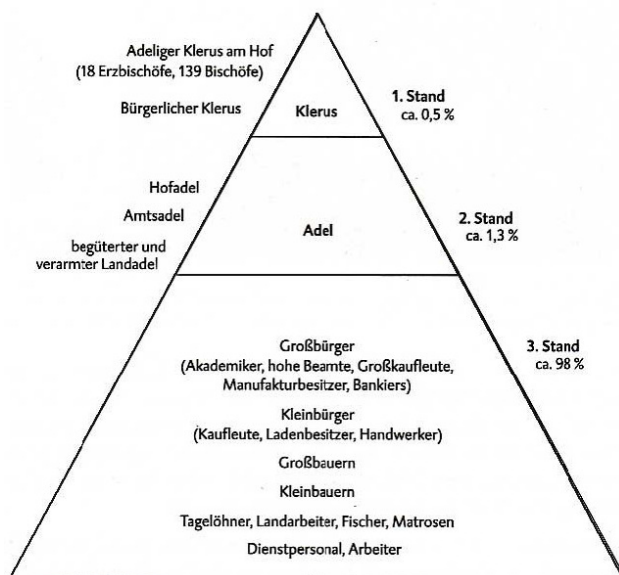 Adeliger Klerus am Hof
(18 Erzbischöfe, 139 Bischöfe)
Bürgerlicher Klerus
Klerus
1. Stand
ca. 0,5 %
Hofadel
Amtsadel
begüterter und
verarmter Landadel
Adel
2. Stand
ca. 1,3 %
Großbürger
(Akademiker, hohe Beamte, Großkaufleute,
Manufakturbesitzer, Bankiers)
Kleinbürger
(Kaufleute, Ladenbesitzer, Handwerker)
Großbauern
Kleinbauern
Tagelöhner, Landarbeiter, Fischer, Matrosen
Dienstpersonal, Arbeiter
3. Stand
ca. 98 %